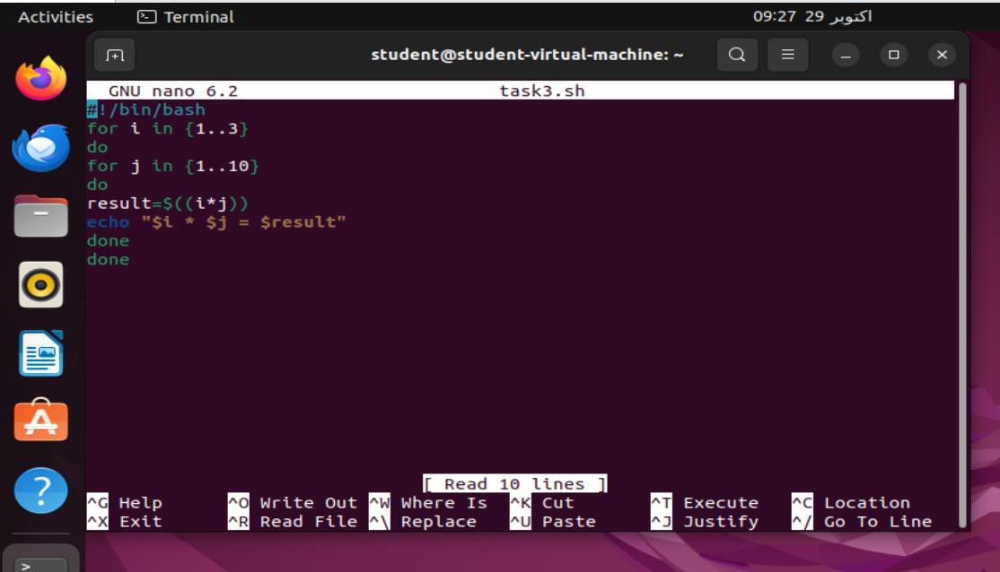 Activities Terminal 09:27 29 اکتوبر
student@student-virtual-machine: ~
GNU nano 6.2 task3.sh
#!/bin/bash
for i in {1..3}
do
for j in {1..10}
do
result=$((i*j))
echo "$i * $j = $result"
done
done
[ Read 10 lines ]
^G Help ^O Write Out ^W Where Is ^K Cut ^T Execute ^C Location
^X Exit ^R Read File ^\ Replace ^U Paste ^J Justify ^/ Go To Line